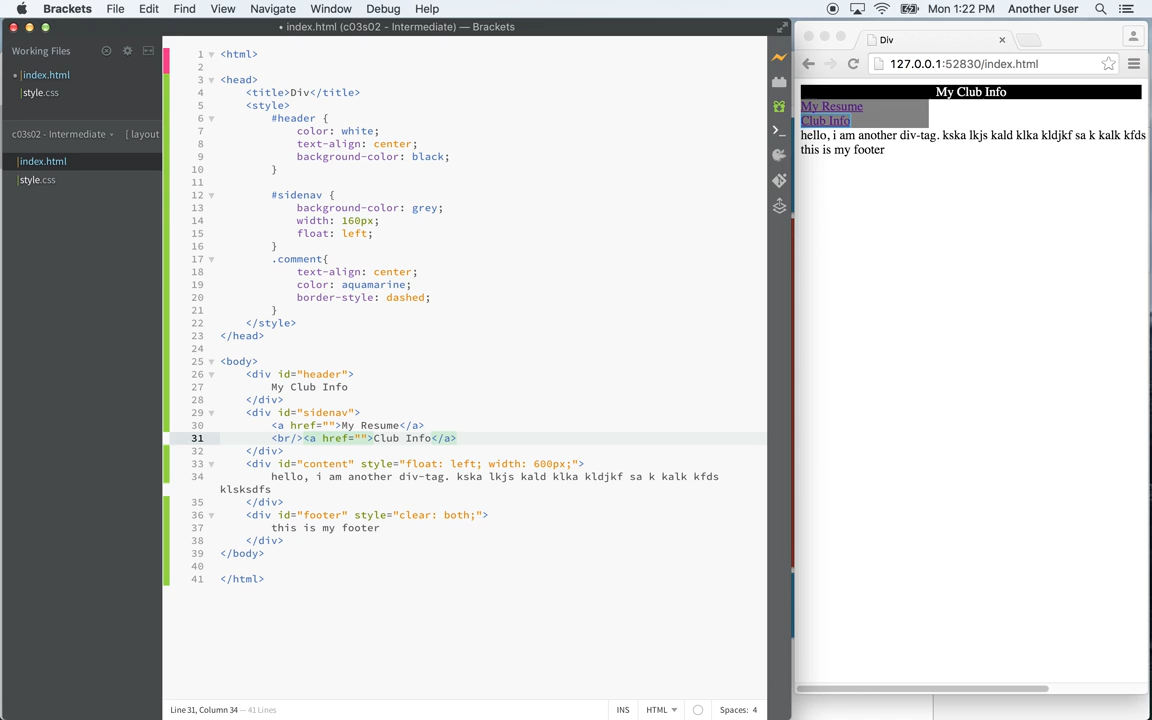 Brackets File Edit Find View Navigate Window Debug Help Mon 1:22 PM Another User
• index.html (c03s02 - Intermediate) — Brackets
Working Files
• index.html
style.css
c03s02 - Intermediate [ layout
index.html
style.css
1 <html>
2
3 <head>
4 <title>Div</title>
5 <style>
6 #header {
7 color: white;
8 text-align: center;
9 background-color: black;
10 }
11
12 #sidenav {
13 background-color: grey;
14 width: 160px;
15 float: left;
16 }
17 .comment{
18 text-align: center;
19 color: aquamarine;
20 border-style: dashed;
21 }
22 </style>
23 </head>
24
25 <body>
26 <div id="header">
27 My Club Info
28 </div>
29 <div id="sidenav">
30 <a href="">My Resume</a>
31 <br/><a href="">Club Info</a>
32 </div>
33 <div id="content" style="float: left; width: 600px;">
34 hello, i am another div-tag. kska lkjs kald klka kldjkf sa k kalk kfds
klsksdfs
35 </div>
36 <div id="footer" style="clear: both;">
37 this is my footer
38 </div>
39 </body>
40
41 </html>
Line 31, Column 34 — 41 Lines
INS HTML Spaces: 4
Div
127.0.0.1:52830/index.html
My Club Info
My Resume
Club Info
hello, i am another div-tag. kska lkjs kald klka kldjkf sa k kalk kfds
this is my footer